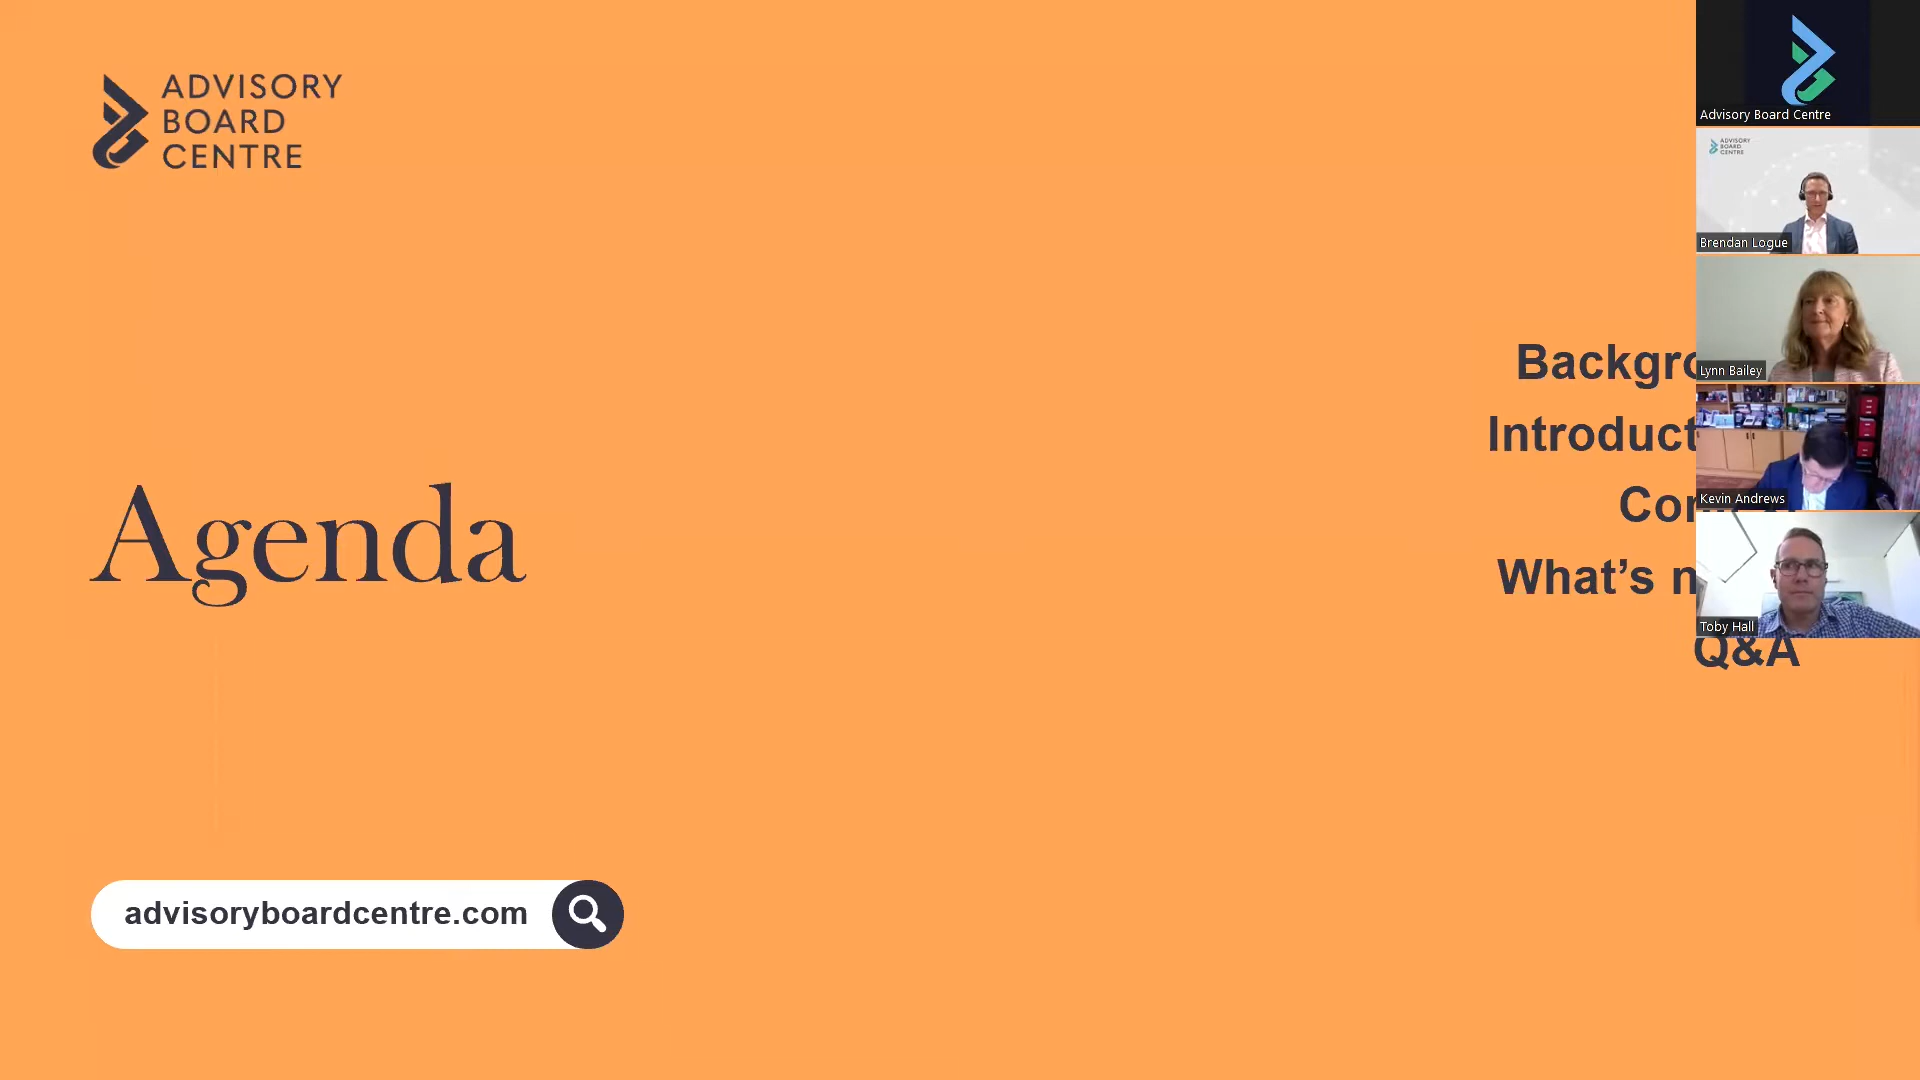 ADVISORY
BOARD
CENTRE
Agenda
What's
Q&A
advisoryboardcentre.com
Advisory Board Centre
ADVISORY
BOARD
CENTRE
Brendan Logue
Lynn Bailey
Kevin Andrews
Toby Hall